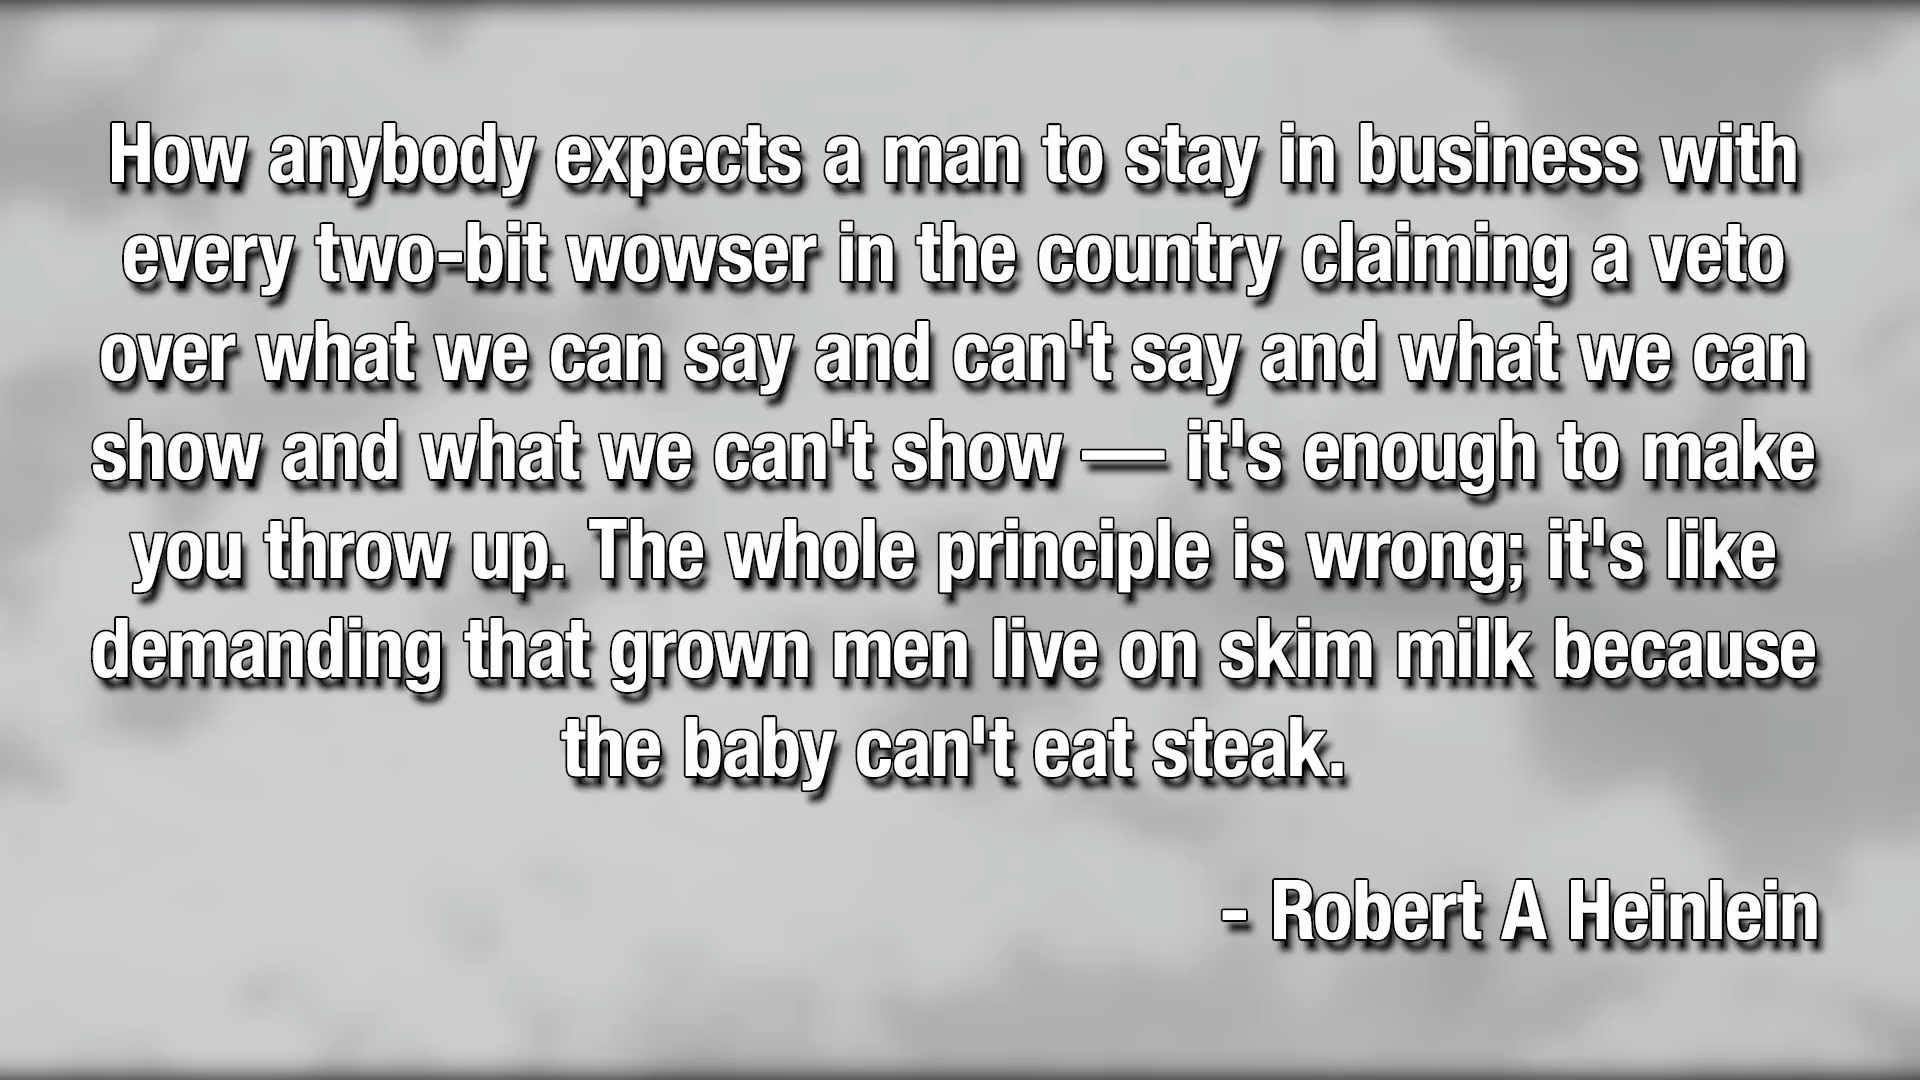 How anybody expects a man to stay in business with
every two-bit wowser in the country claiming a veto
over what we can say and can't say and what we can
show and what we can't show — it's enough to make
you throw up. The whole principle is wrong; it's like
demanding that grown men live on skim milk because
the baby can't eat steak.
- Robert A Heinlein